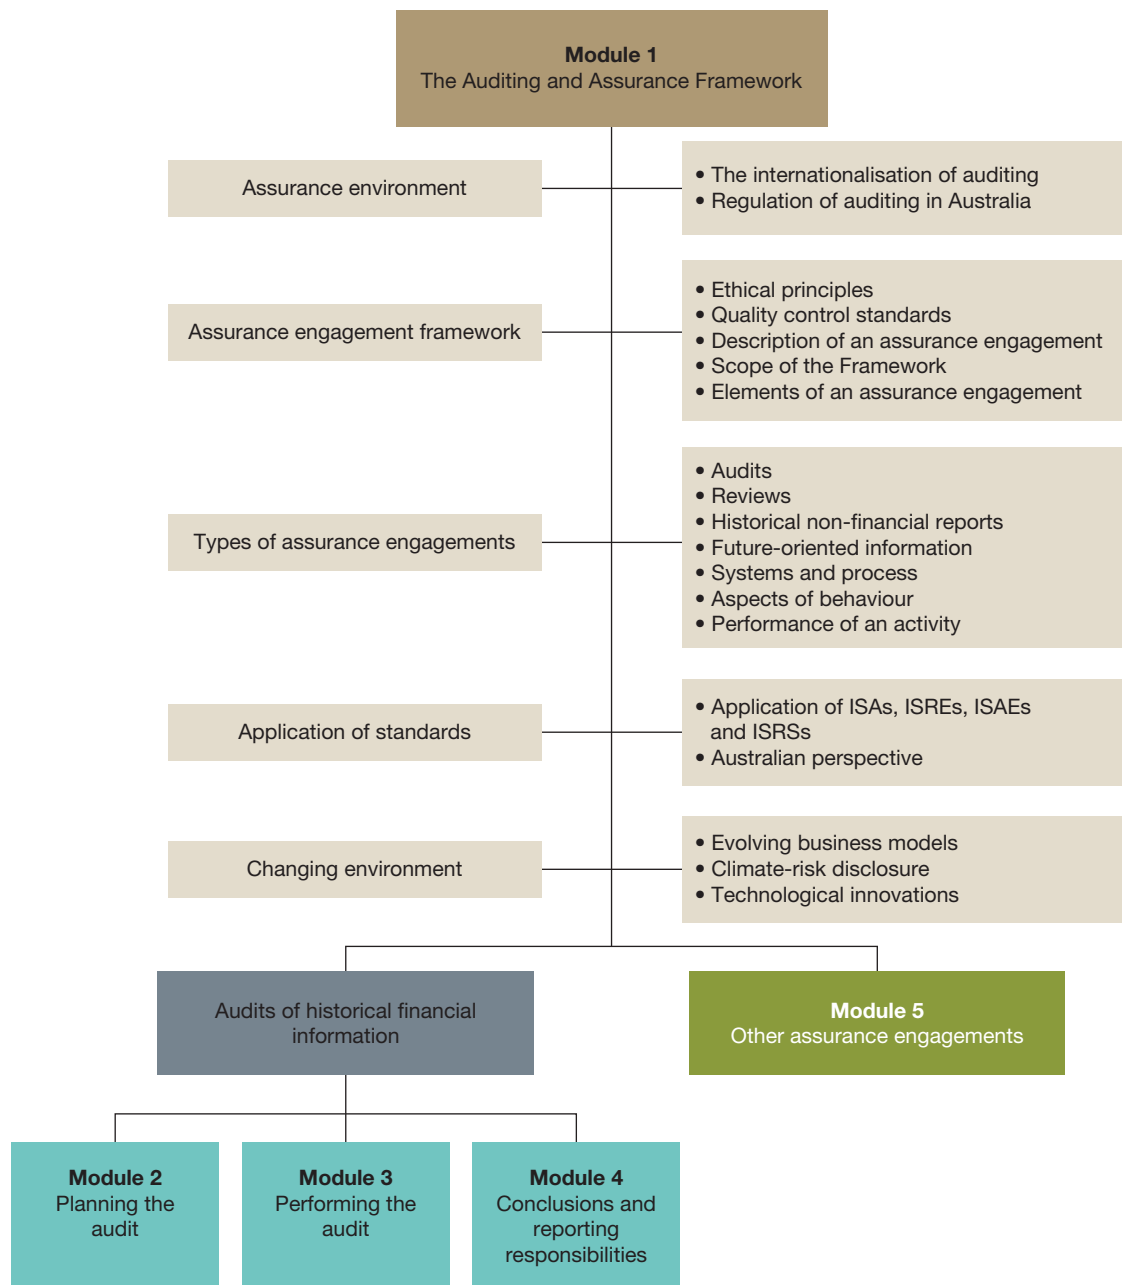 Module 1
The Auditing and Assurance Framework
Assurance environment
• The internationalisation of auditing
• Regulation of auditing in Australia
Assurance engagement framework
• Ethical principles
• Quality control standards
• Description of an assurance engagement
• Scope of the Framework
• Elements of an assurance engagement
Types of assurance engagements
• Audits
• Reviews
• Historical non-financial reports
• Future-oriented information
• Systems and process
• Aspects of behaviour
• Performance of an activity
Application of standards
• Application of ISAs, ISREs, ISAEs
and ISRSs
• Australian perspective
Changing environment
• Evolving business models
• Climate-risk disclosure
• Technological innovations
Audits of historical financial
information
Module 5
Other assurance engagements
Module 2
Planning the
audit
Module 3
Performing the
audit
Module 4
Conclusions and
reporting
responsibilities